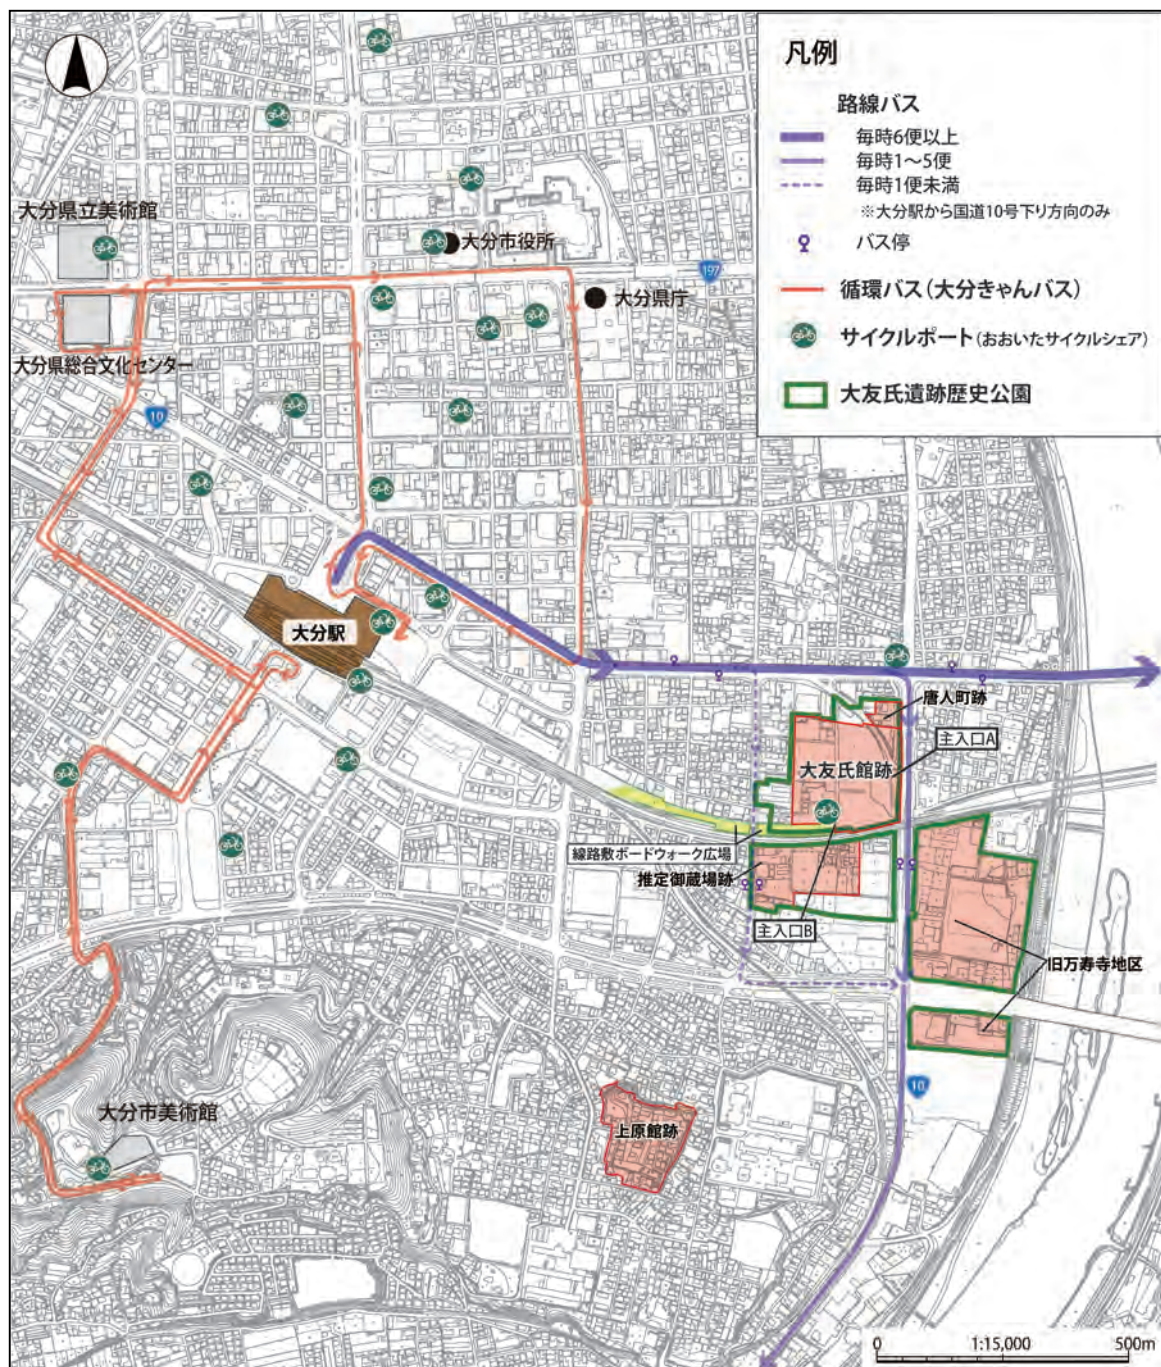 凡例
路線バス
毎時6便以上
毎時1〜5便
毎時1便未満
※大分駅から国道10号下り方向のみ
バス停
循環バス(大分きゃんバス)
サイクルポート(おおいたサイクルシェア)
大友氏遺跡歴史公園
大分県立美術館
大分市役所
197
大分県庁
大分県総合文化センター
10
大分駅
唐人町跡
主入口A
大友氏館跡
線路敷ボードウォーク広場
推定御蔵場跡
主入口B
旧万寿寺地区
10
大分市美術館
上原館跡
0 1:15,000 500m